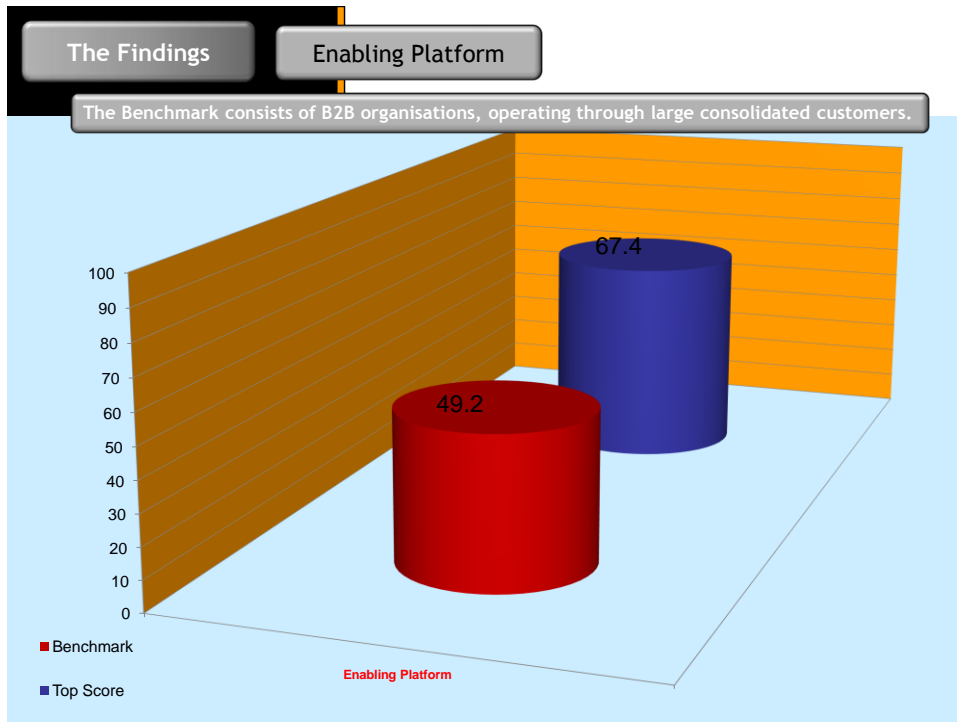 The Findings
Enabling Platform
The Benchmark consists of B2B organisations, operating through large consolidated customers.
67.4
49.2
100
90
80
70
60
50
40
30
20
10
0
Benchmark
Enabling Platform
Top Score